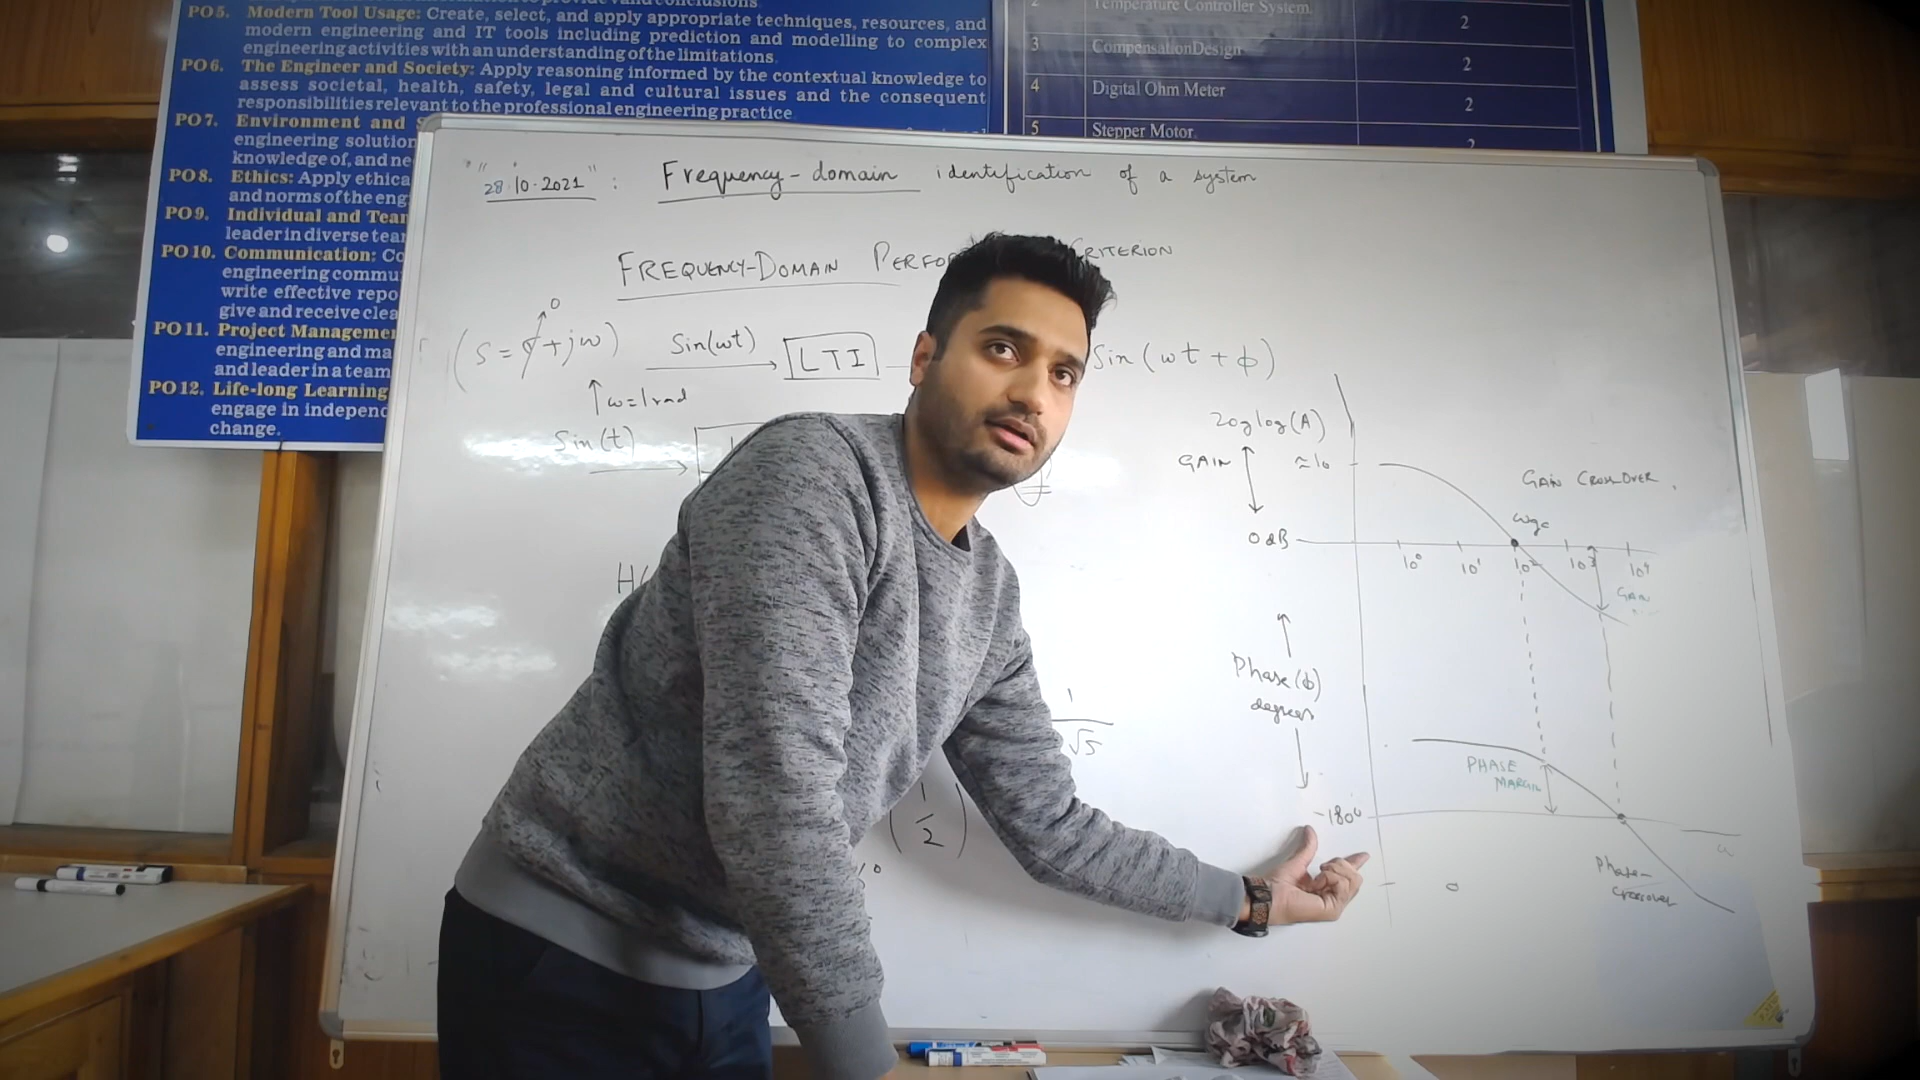 PO5. Modern Tool Usage: Create, select, and apply appropriate techniques, resources, and
modern engineering and IT tools including prediction and modelling to complex
engineering activities with an understanding of the limitations.
PO6. The Engineer and Society: Apply reasoning informed by the contextual knowledge to
assess societal, health, safety, legal and cultural issues and the consequent
responsibilities relevant to the professional engineering practice.
PO7. Environment and
engineering solution
knowledge of, and ne
PO8. Ethics: Apply ethica
and norms of the eng
PO9. Individual and Tea
leader in diverse tea
PO10. Communication: Co
engineering commu
write effective repo
give and receive clea
PO11. Project Manageme
engineering and ma
and leader in a team
PO12. Life-long Learning
engage in independ
change.
Temperature Controller System. 2
3 Compensation Design 2
4 Digital Ohm Meter 2
5 Stepper Motor. 2
"28.10.2021" : Frequency-domain identification of a system
FREQUENCY-DOMAIN PERFO CRITERION
(S = σ + jω) 0
Sin(ωt)
LTI
Sin(ωt + ϕ)
ω=1rad
Sin(t)
H(
1
√5
(1/2)
20log(A)
GAIN
≈10
0dB
GAIN CROSSOVER
ωgc
10⁰ 10¹ 10² 10³ 10⁴
GAIN
Phase(ϕ)
degrees
PHASE
MARGIN
-180°
ω
Phase-
crossover